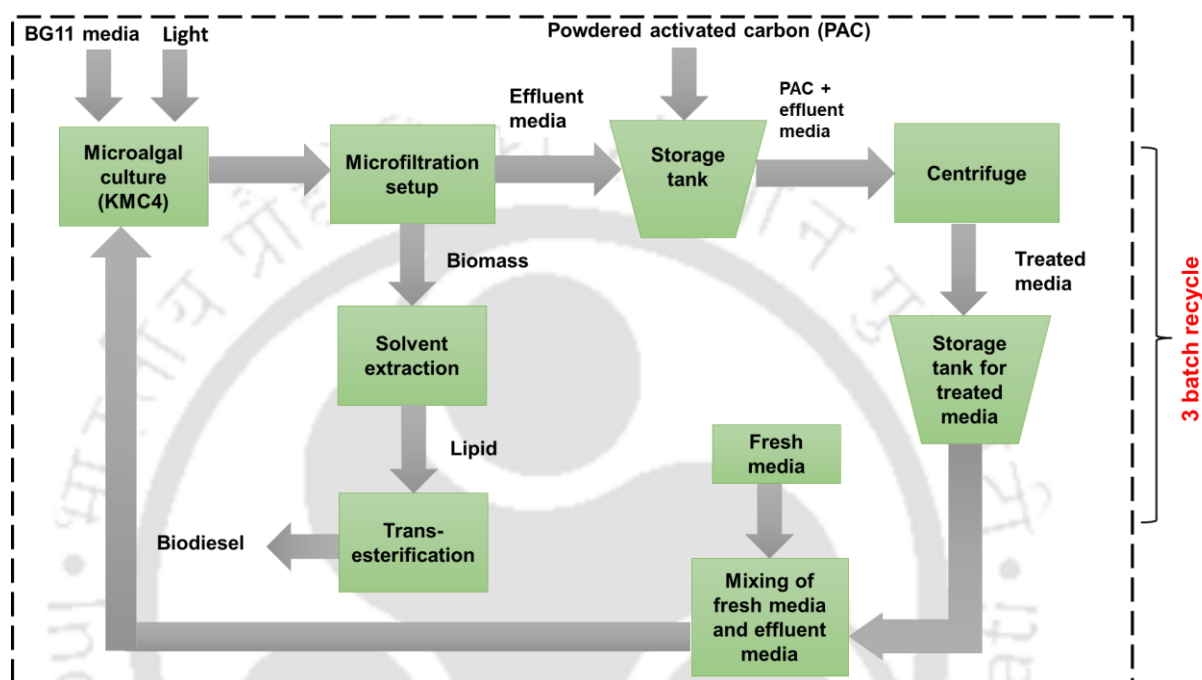 BG11 media
Light
Powdered activated carbon (PAC)
Effluent
media
PAC +
effluent
media
Microalgal
culture
(KMC4)
Microfiltration
setup
Storage
tank
Centrifuge
Biomass
Treated
media
Solvent
extraction
Storage
tank for
treated
media
3 batch recycle
Lipid
Fresh
media
Biodiesel
Trans-
esterification
Mixing of
fresh media
and effluent
media